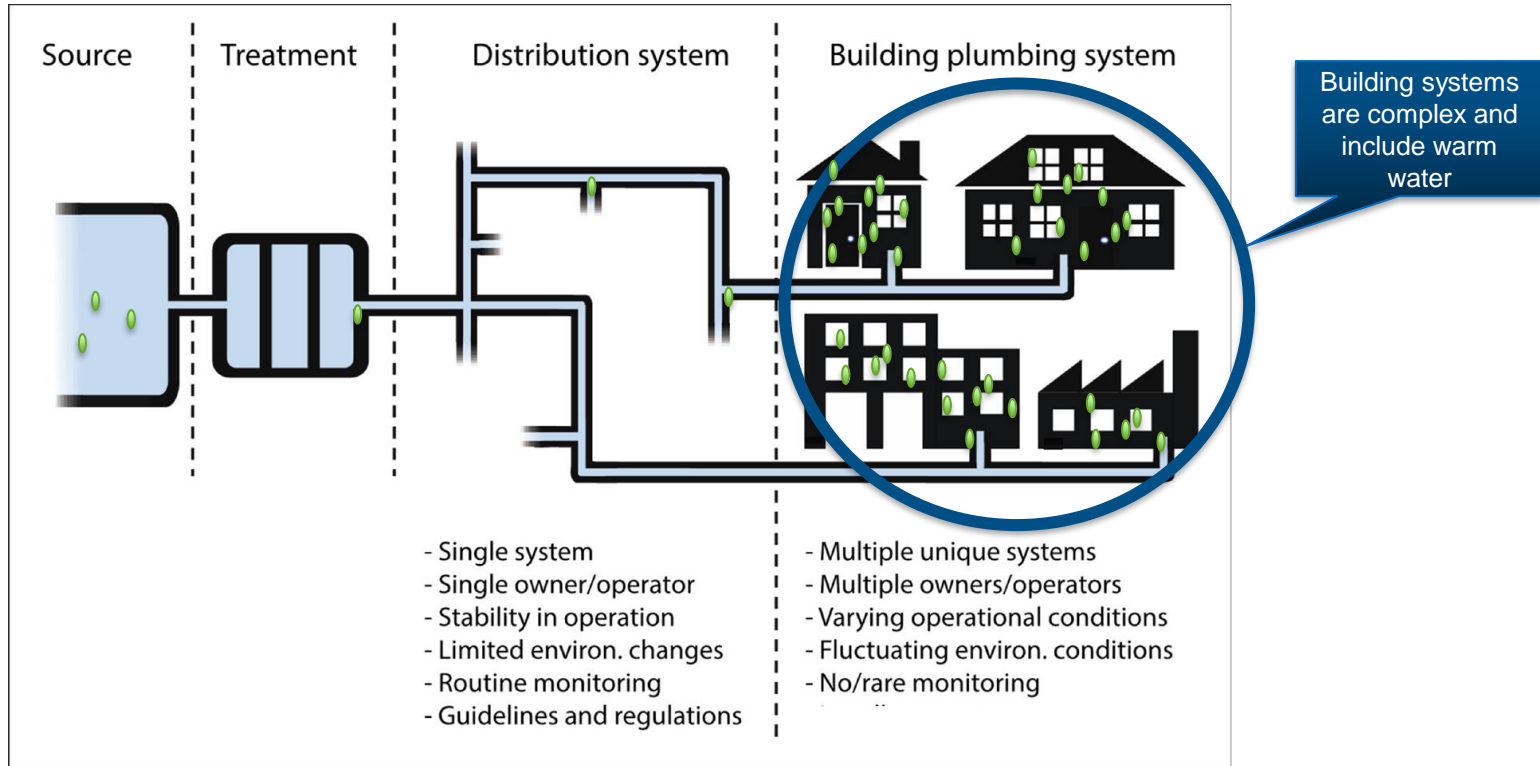 Source
Treatment
Distribution system
Building plumbing system
Building systems
are complex and
include warm
water
- Single system
- Single owner/operator
- Stability in operation
- Limited environ. changes
- Routine monitoring
- Guidelines and regulations
- Multiple unique systems
- Multiple owners/operators
- Varying operational conditions
- Fluctuating environ. conditions
- No/rare monitoring